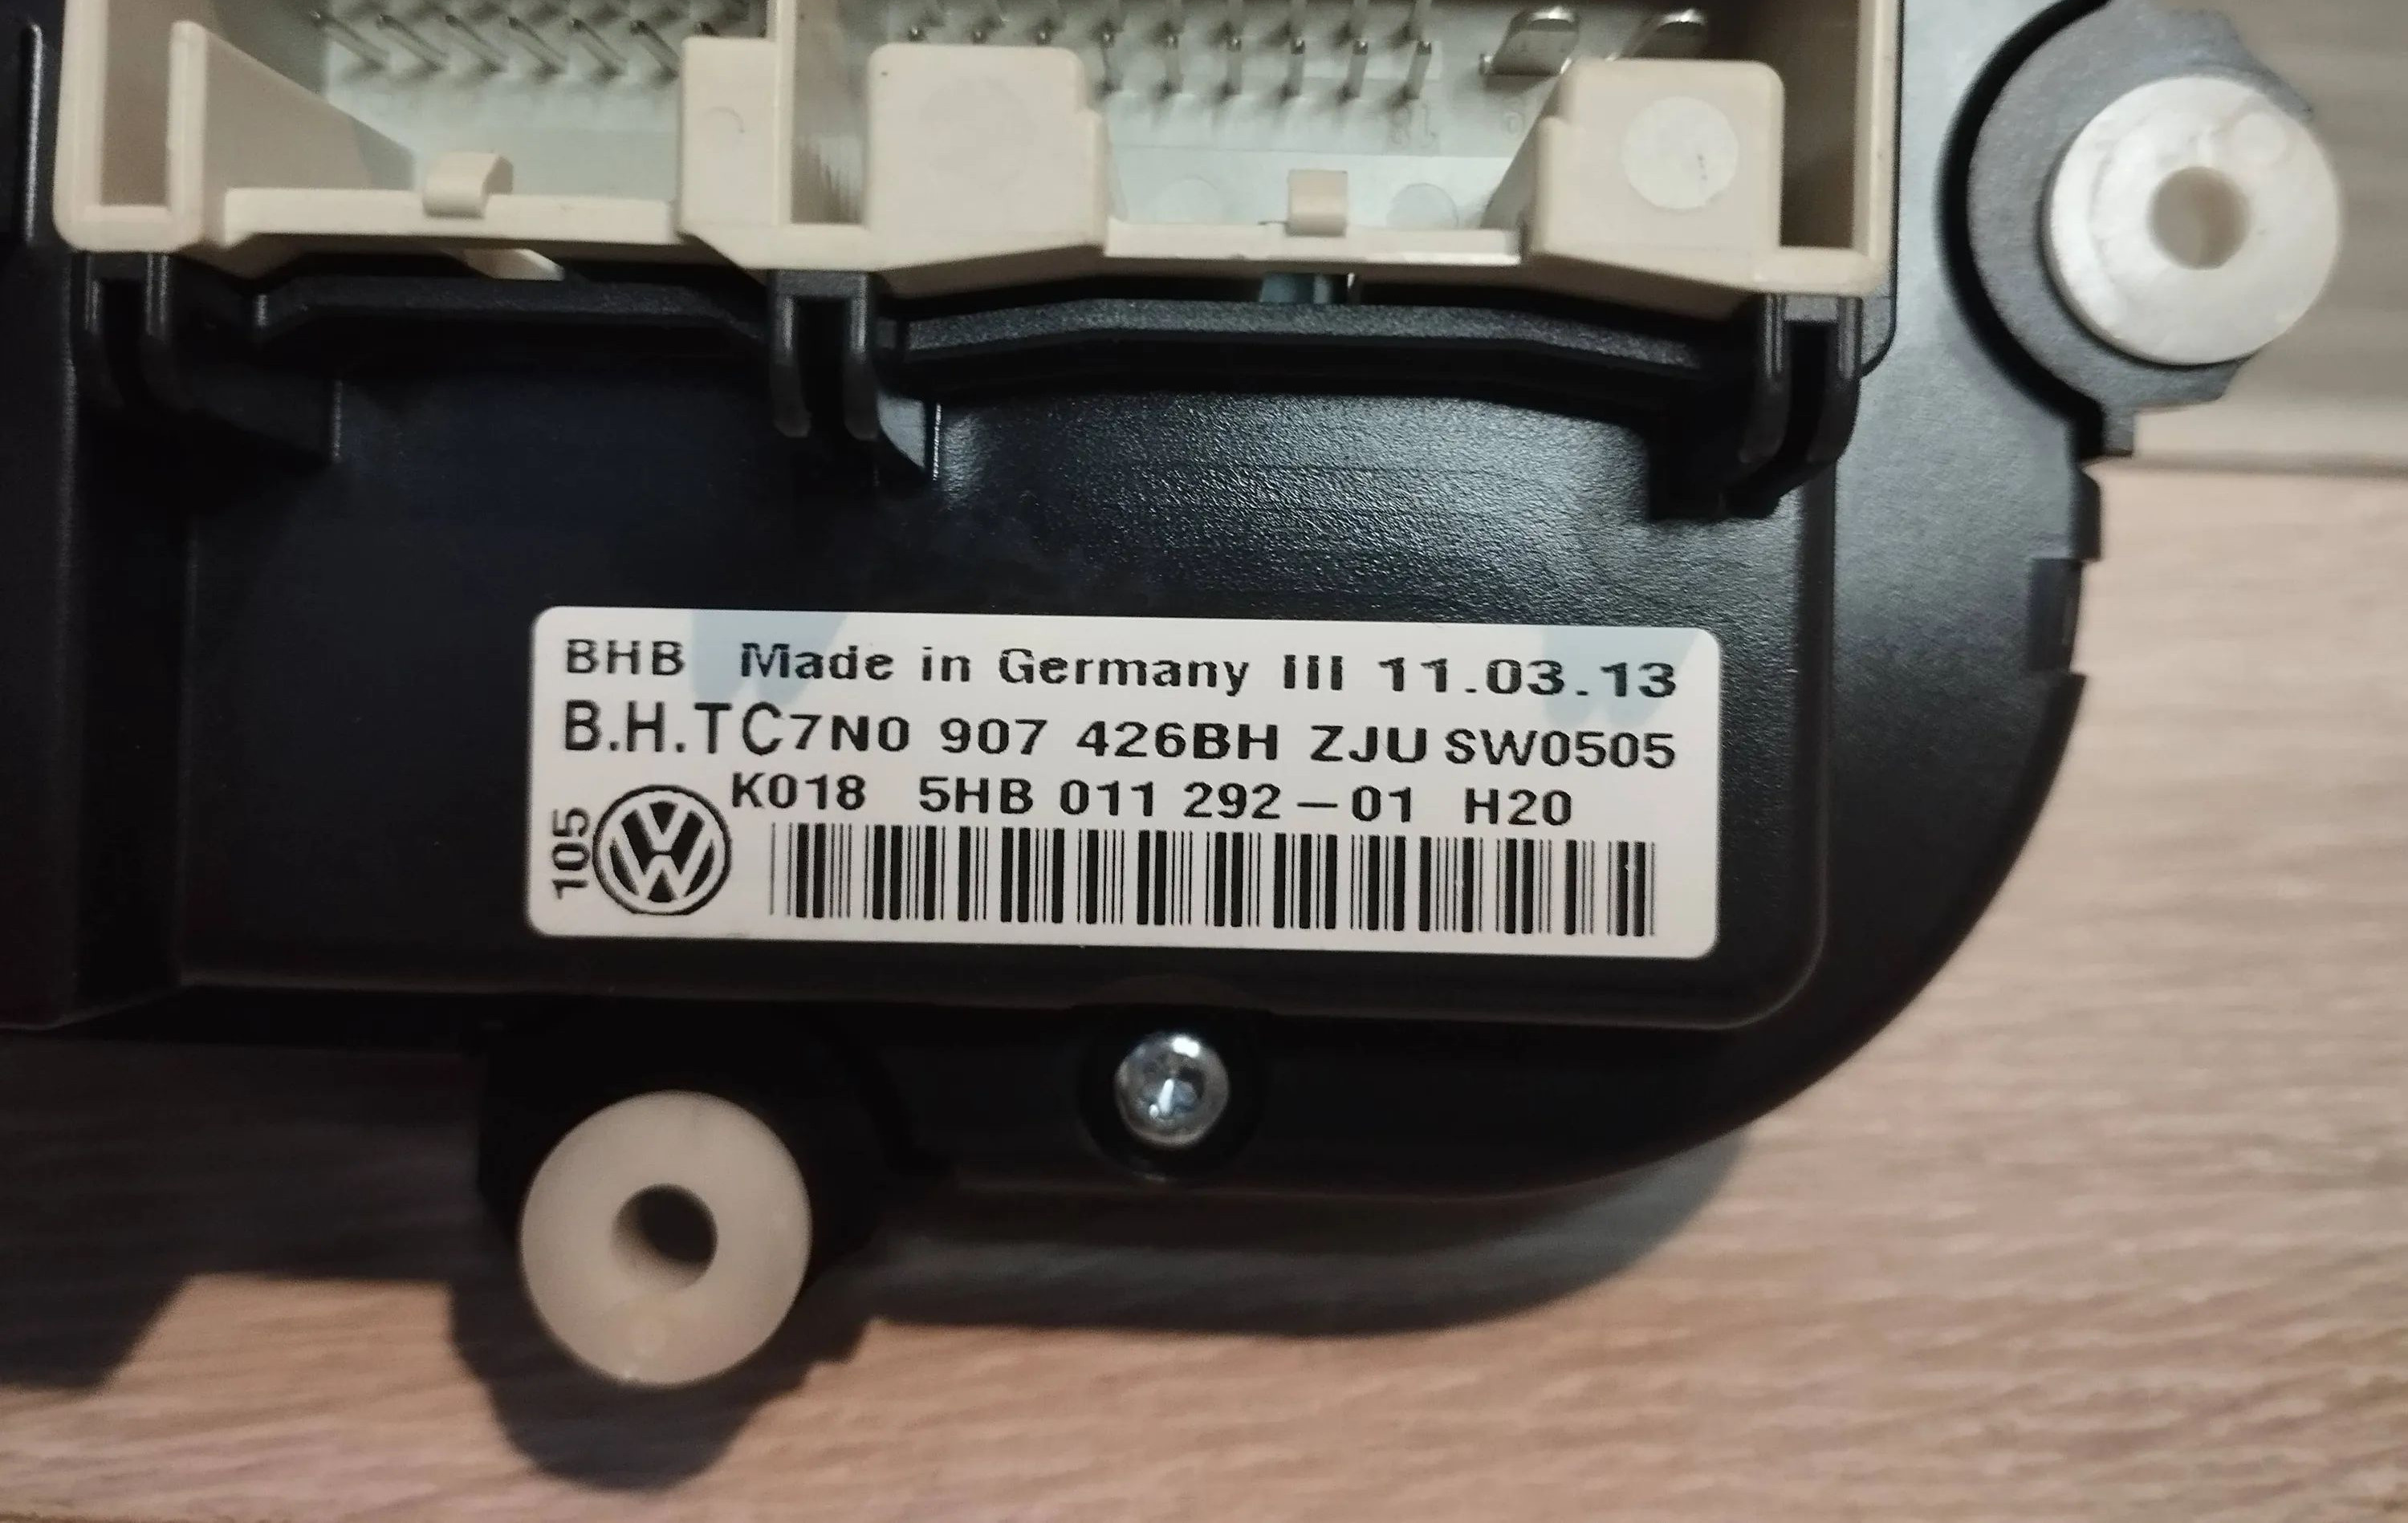 BHB Made in Germany III 11.03.13
B.H.T C7N0 907 426BH ZJU SW0505
K018 5HB 011 292-01 H20
105